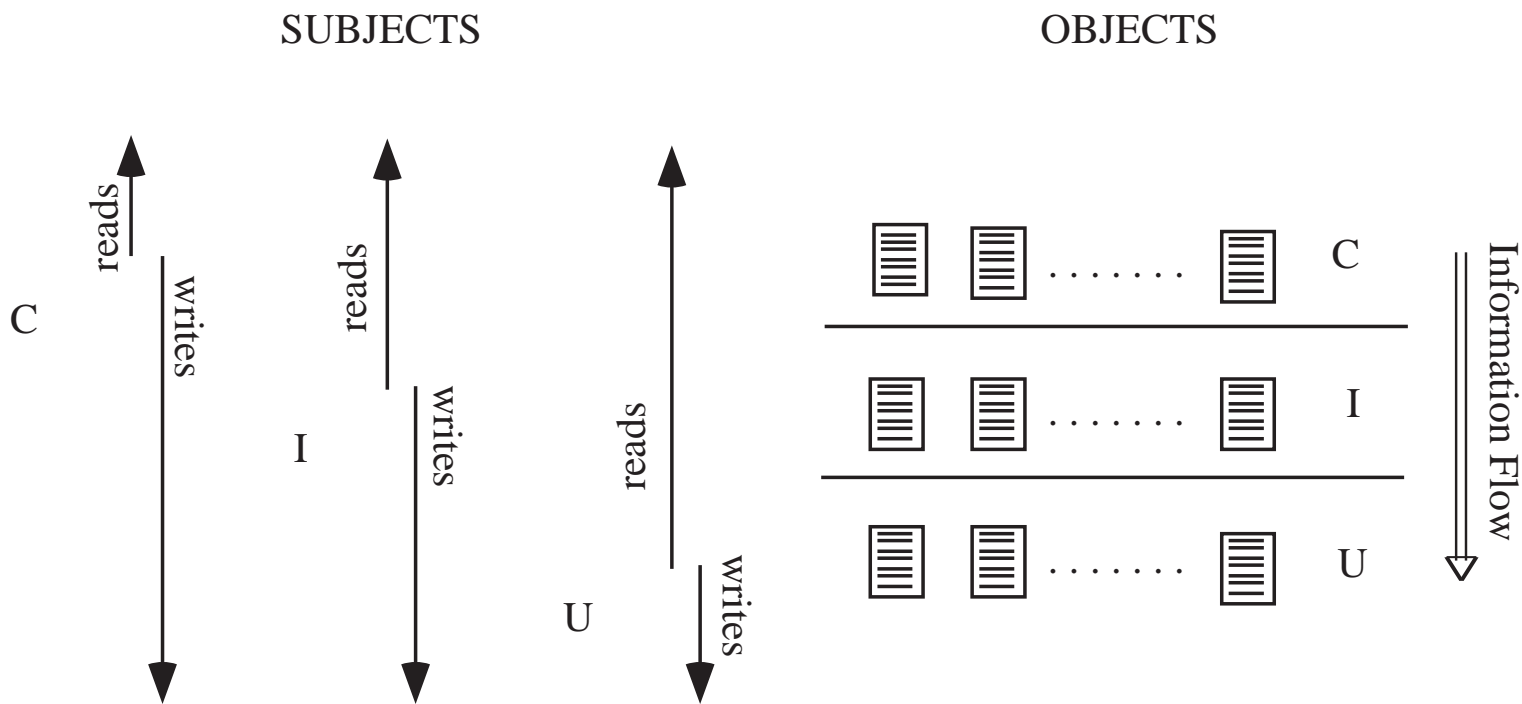 SUBJECTS
OBJECTS
C
reads
writes
I
reads
writes
U
reads
writes
. . . . . . . C
. . . . . . . I
. . . . . . . U
Information Flow